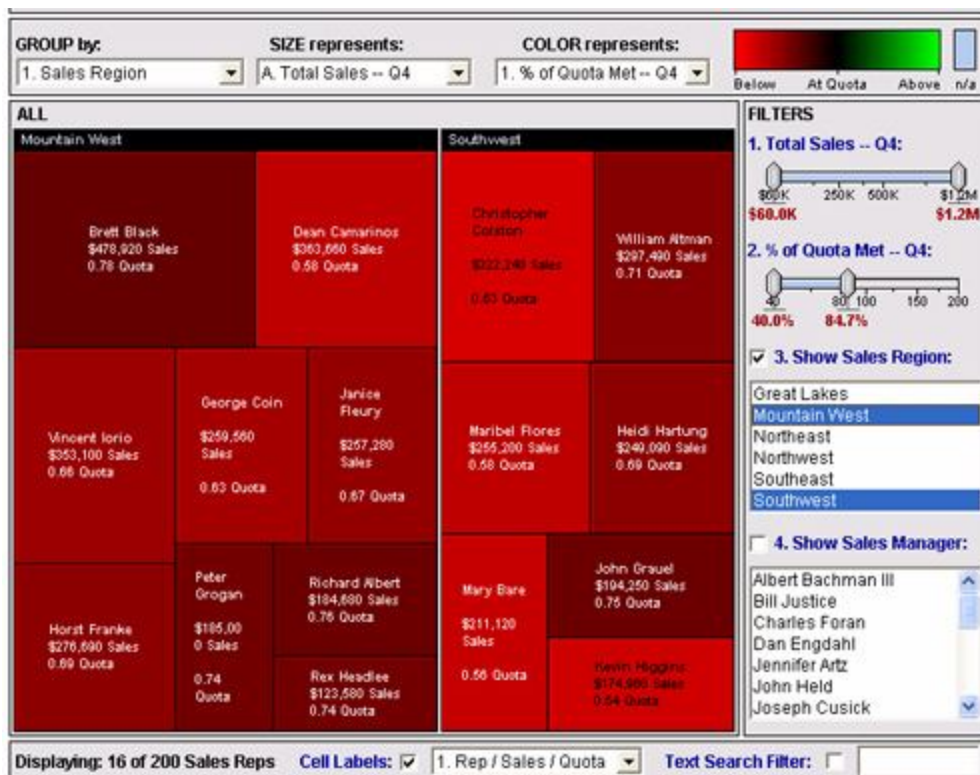 GROUP by: SIZE represents: COLOR represents:
1. Sales Region A. Total Sales -- Q4 1. % of Quota Met -- Q4
Below At Quota Above n/a
ALL
Mountain West
Brett Black
$478,920 Sales
0.78 Quota
Dean Camarinos
$363,660 Sales
0.58 Quota
Vincent Iorio
$353,100 Sales
0.66 Quota
George Coin
$259,560
Sales
0.63 Quota
Janice
Fleury
$257,280
Sales
0.67 Quota
Horst Franke
$276,690 Sales
0.69 Quota
Peter
Grogan
$185,00
0 Sales
0.74
Quota
Richard Albert
$184,680 Sales
0.76 Quota
Rex Headlee
$123,580 Sales
0.74 Quota
Southwest
Christopher
Sales
William Altman
$297,490 Sales
0.71 Quota
Maribel Flores
$255,200 Sales
0.58 Quota
Heidi Hartung
$249,090 Sales
0.69 Quota
Mary Bare
$211,120
Sales
0.56 Quota
John Grauel
$194,250 Sales
0.75 Quota
Kevin Higgins
Sales
0.54 Quota
FILTERS
1. Total Sales -- Q4:
$60K 250K 500K $1.2M
$60.0K $1.2M
2. % of Quota Met -- Q4:
40 80 100 150 200
40.0% 84.7%
3. Show Sales Region:
Great Lakes
Mountain West
Northeast
Northwest
Southeast
Southwest
4. Show Sales Manager:
Albert Bachman III
Bill Justice
Charles Foran
Dan Engdahl
Jennifer Artz
John Held
Joseph Cusick
Displaying: 16 of 200 Sales Reps Cell Labels: 1. Rep / Sales / Quota Text Search Filter: